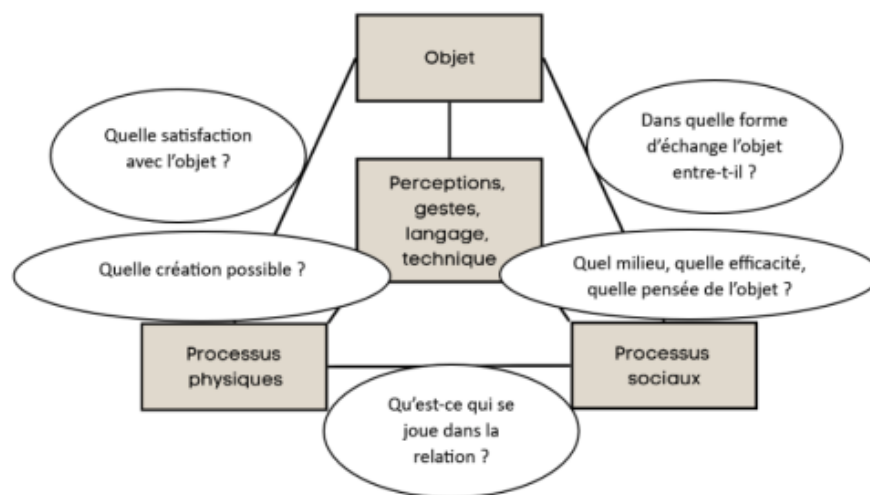 Objet
Quelle satisfaction
avec l'objet ?
Dans quelle forme
d'échange l'objet
entre-t-il ?
Perceptions,
gestes,
langage,
technique
Quelle création possible ?
Quel milieu, quelle efficacité,
quelle pensée de l'objet ?
Processus
physiques
Processus
sociaux
Qu'est-ce qui se
joue dans la
relation ?